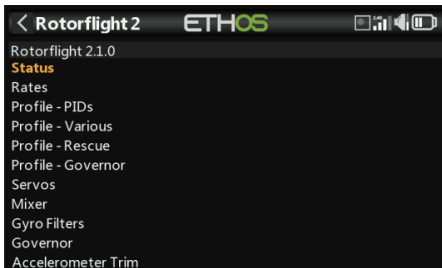 Rotorflight 2
ETHOS
Rotorflight 2.1.0
Status
Rates
Profile - PIDs
Profile - Various
Profile - Rescue
Profile - Governor
Servos
Mixer
Gyro Filters
Governor
Accelerometer Trim